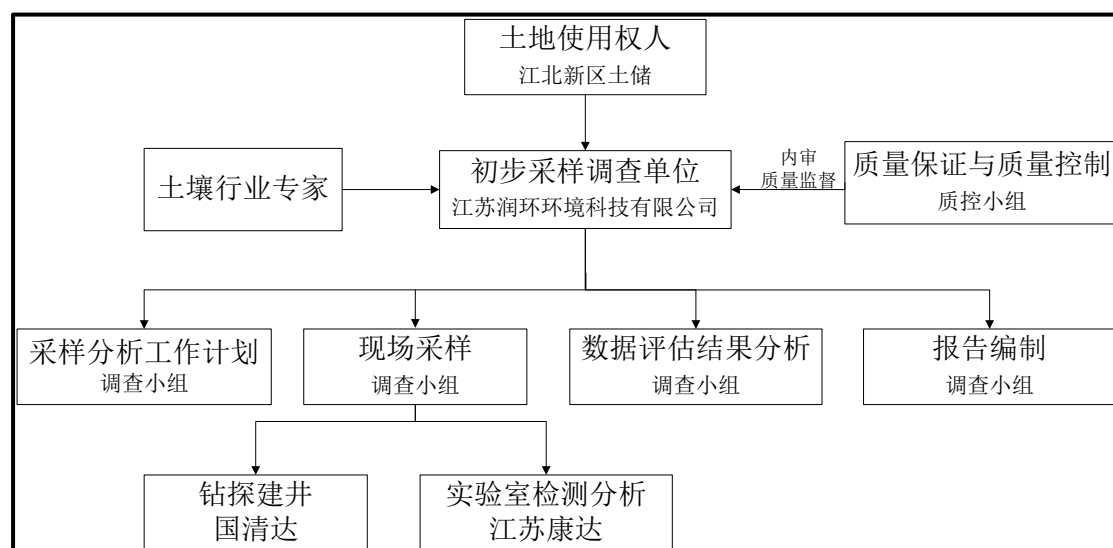 土地使用权人
江北新区土储
土壤行业专家
初步采样调查单位
江苏润环环境科技有限公司
内审
质量监督
质量保证与质量控制
质控小组
采样分析工作计划
调查小组
现场采样
调查小组
数据评估结果分析
调查小组
报告编制
调查小组
钻探建井
国清达
实验室检测分析
江苏康达